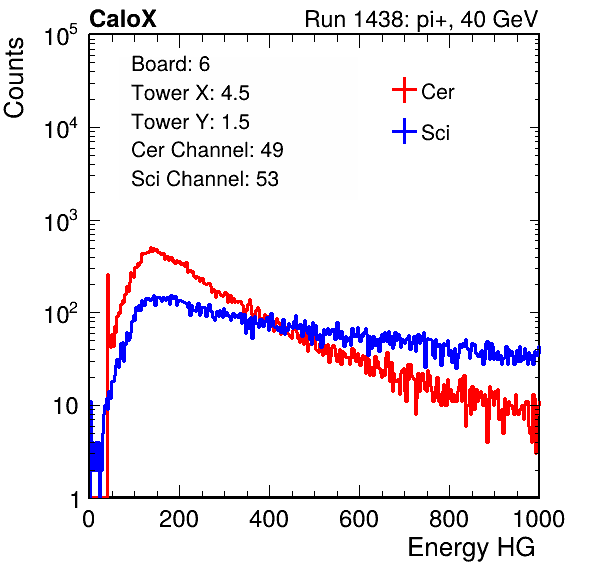 CaloX Run 1438: pi+, 40 GeV
Counts
Board: 6
Tower X: 4.5
Tower Y: 1.5
Cer Channel: 49
Sci Channel: 53
Cer
Sci
10^5
10^4
10^3
10^2
10
1
0 200 400 600 800 1000
Energy HG